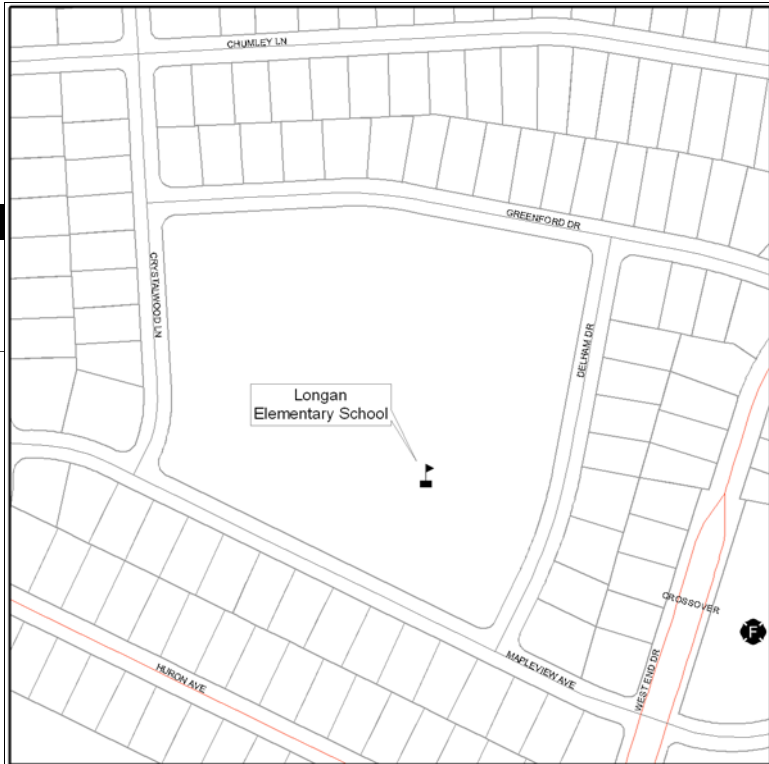 CHUMLEY LN
GREENFORD DR
CRYSTALWOOD LN
DELHAM DR
Longan
Elementary School
CROSSOVER
F
MAPLEVIEW AVE
WEST END DR
HURON AVE